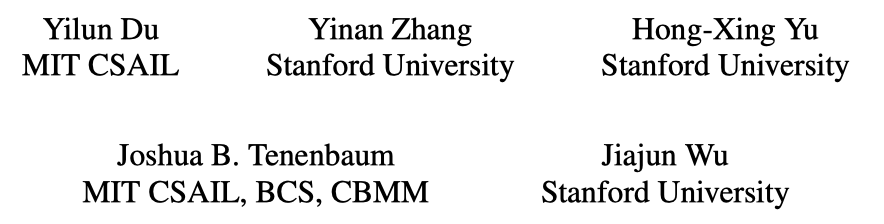 Yilun Du Yinan Zhang Hong-Xing Yu
MIT CSAIL Stanford University Stanford University
Joshua B. Tenenbaum Jiajun Wu
MIT CSAIL, BCS, CBMM Stanford University